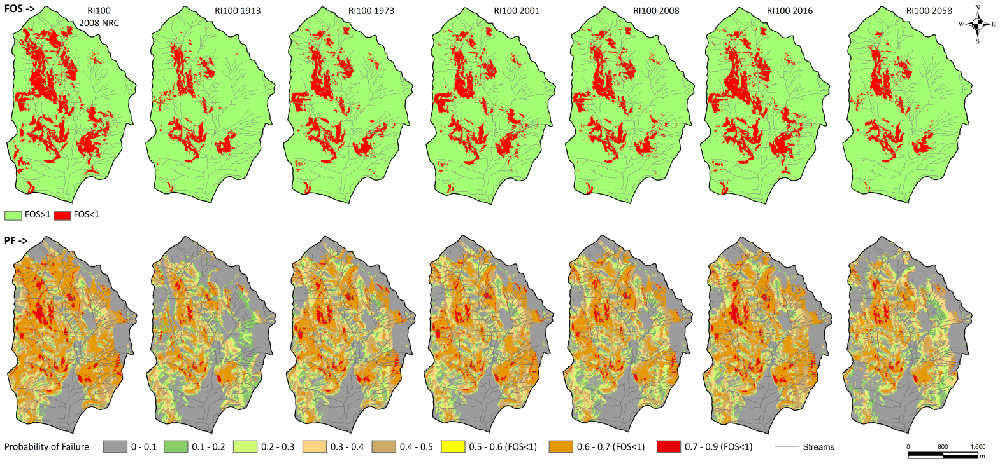 FOS ->
RI100
2008 NRC
RI100 1913
RI100 1973
RI100 2001
RI100 2008
RI100 2016
RI100 2058
N
W E
S
FOS>1 FOS<1
PF ->
Probability of Failure 0 - 0.1 0.1 - 0.2 0.2 - 0.3 0.3 - 0.4 0.4 - 0.5 0.5 - 0.6 (FOS<1) 0.6 - 0.7 (FOS<1) 0.7 - 0.9 (FOS<1) Streams
0 800 1,600
m